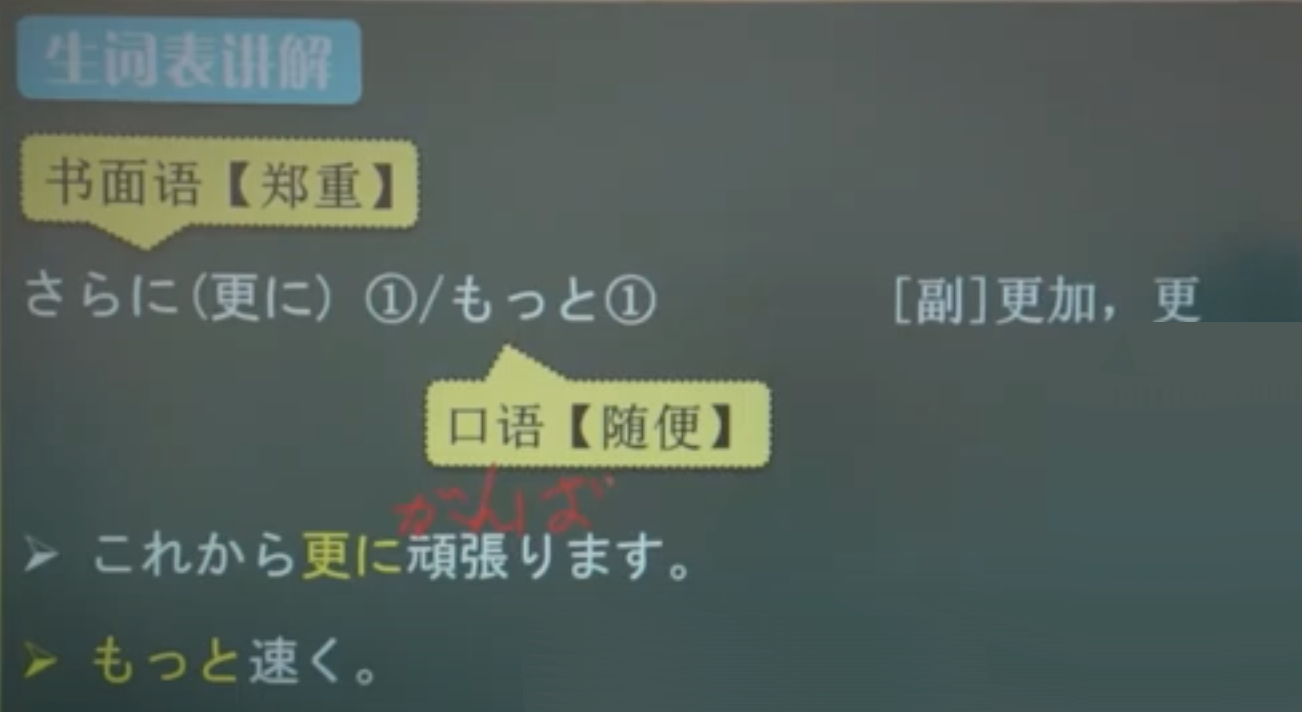 生词表讲解
书面语【郑重】
さらに(更に) ①/もっと① [副]更加，更
口语【随便】
がんば
➢ これから更に頑張ります。
➢ もっと速く。